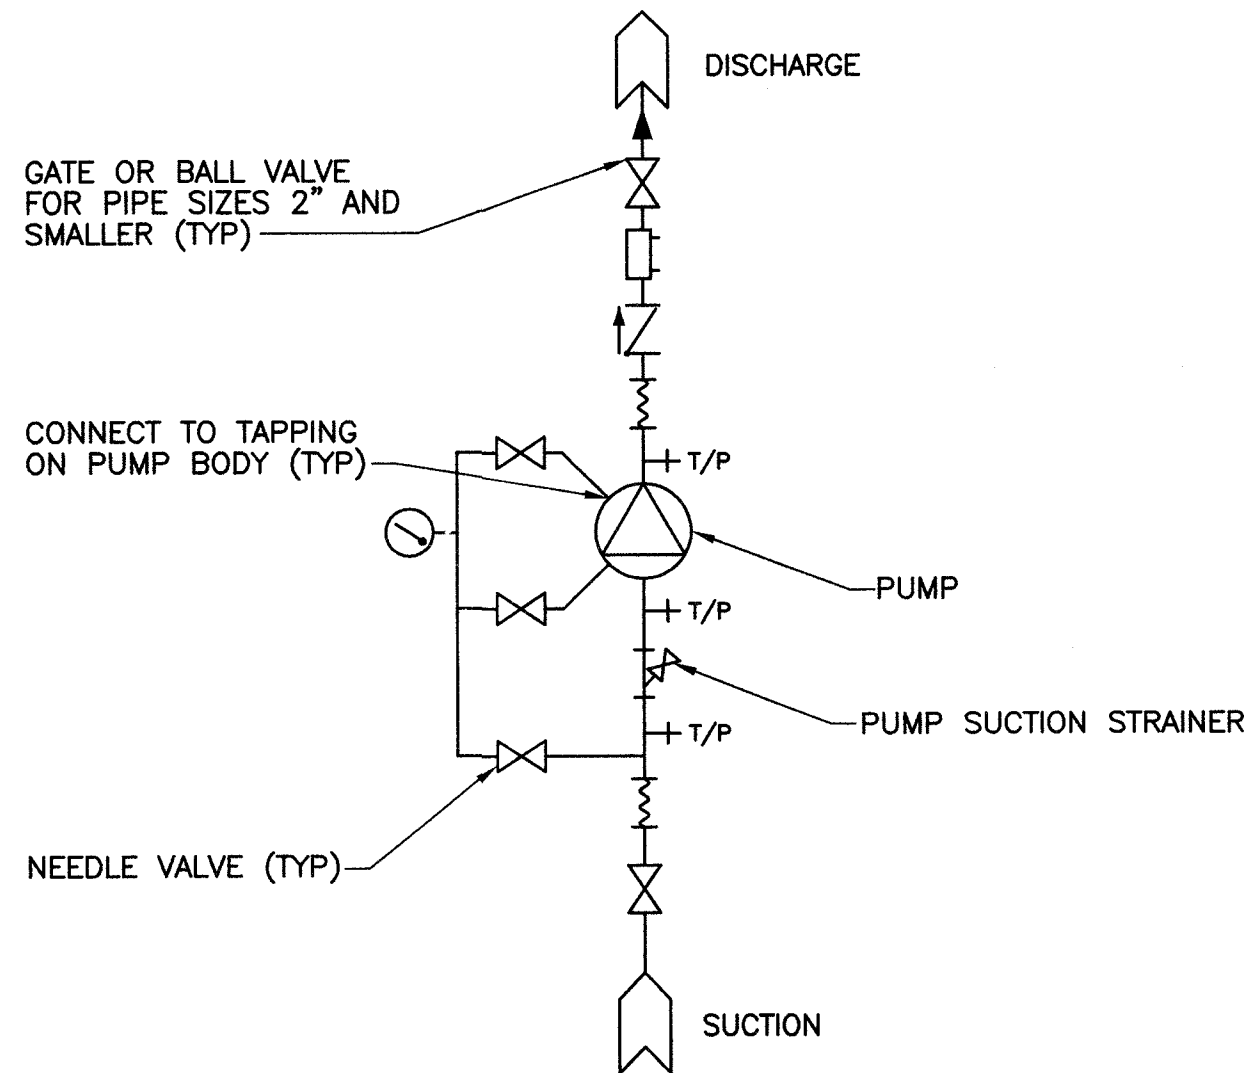 DISCHARGE
GATE OR BALL VALVE
FOR PIPE SIZES 2" AND
SMALLER (TYP)
CONNECT TO TAPPING
ON PUMP BODY (TYP)
T/P
PUMP
T/P
PUMP SUCTION STRAINER
T/P
NEEDLE VALVE (TYP)
SUCTION